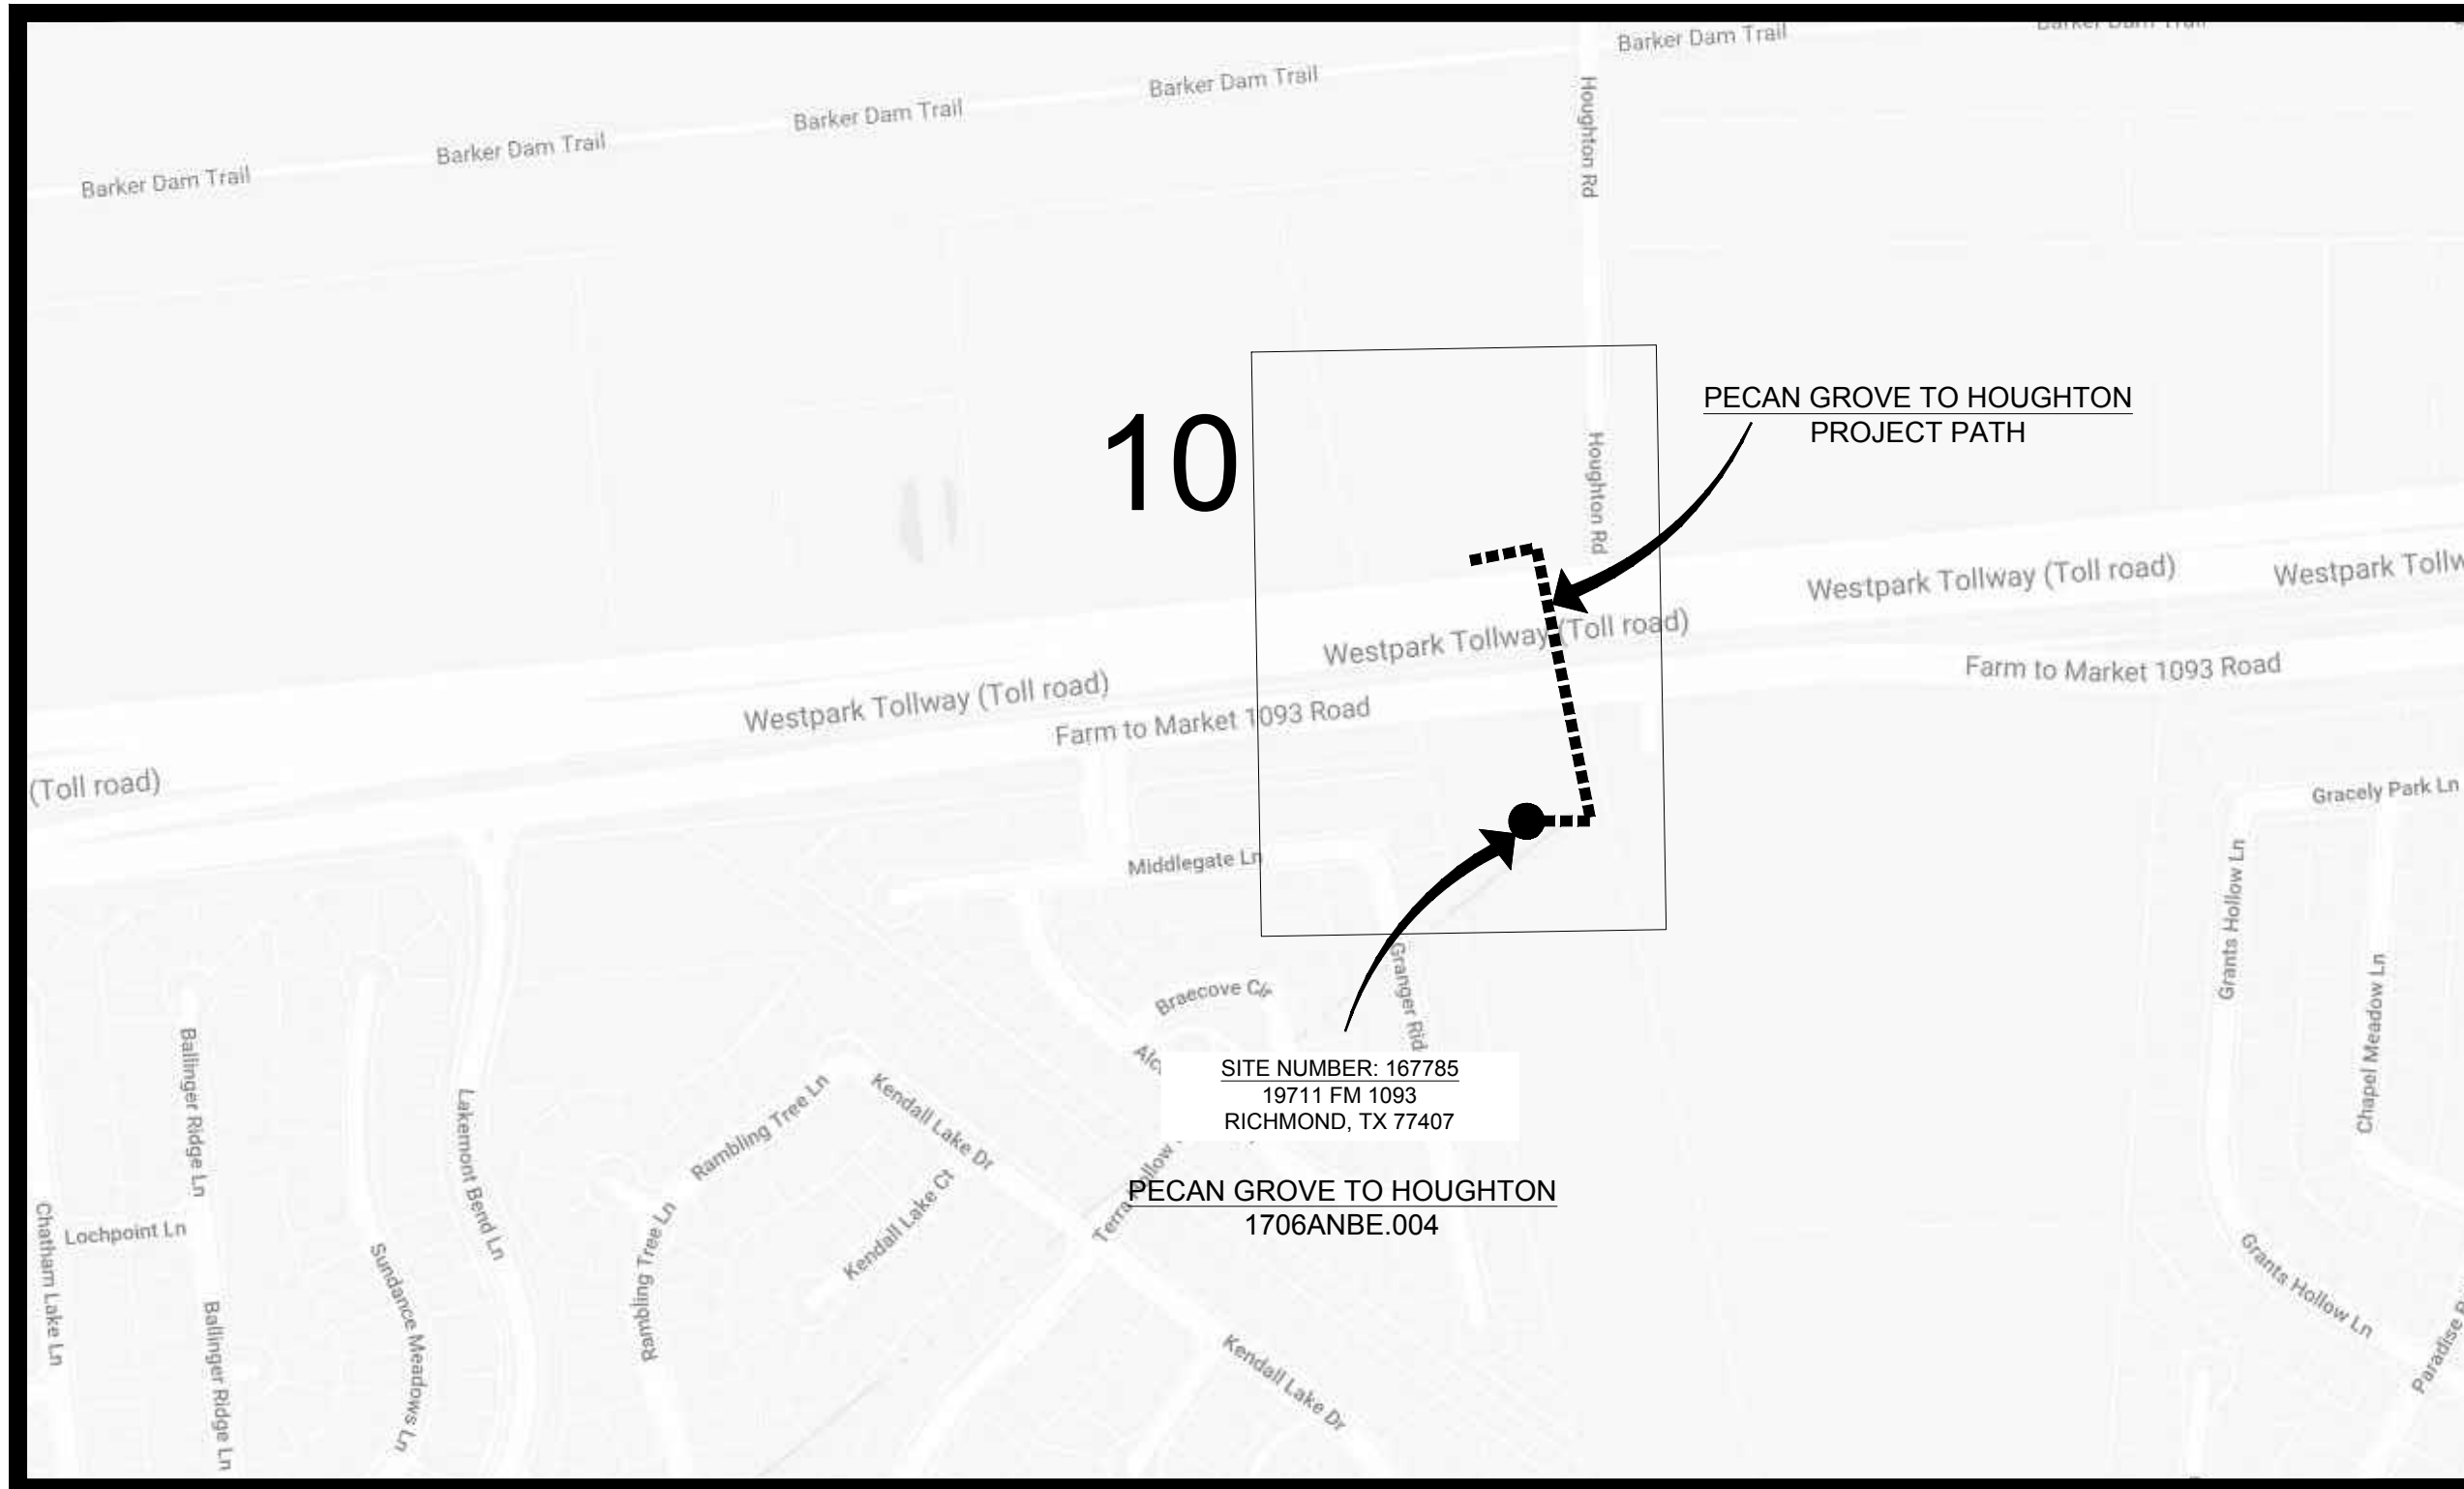 Barker Dam Trail
Barker Dam Trail
Barker Dam Trail
Barker Dam Trail
Barker Dam Trail
Barker Dam Trail
Houghton Rd
PECAN GROVE TO HOUGHTON
PROJECT PATH
10
Houghton Rd
Westpark Tollway (Toll road)
Westpark
Westpark Tollway (Toll road)
Westpark Tollway (Toll road)
Farm to Market 1093 Road
Farm to Market 1093 Road
(Toll road)
Gracely Park Ln
Middlegate Ln
Grants Hollow Ln
Chapel Meadow Ln
Granger
Braecove
SITE NUMBER: 167785
19711 FM 1093
RICHMOND, TX 77407
Ballinger Ridge Ln
Lakemont Bend Ln
Rambling Tree Ln
Kendall Lake Dr
Kendall Lake Ct
Terra Hollow
PECAN GROVE TO HOUGHTON
1706ANBE.004
Chatham Lake Ln
Lochpoint Ln
Sundance Meadows Ln
Rambling Tree Ln
Ballinger Ridge Ln
Grants Hollow Ln
Kendall Lake Dr
Paradise